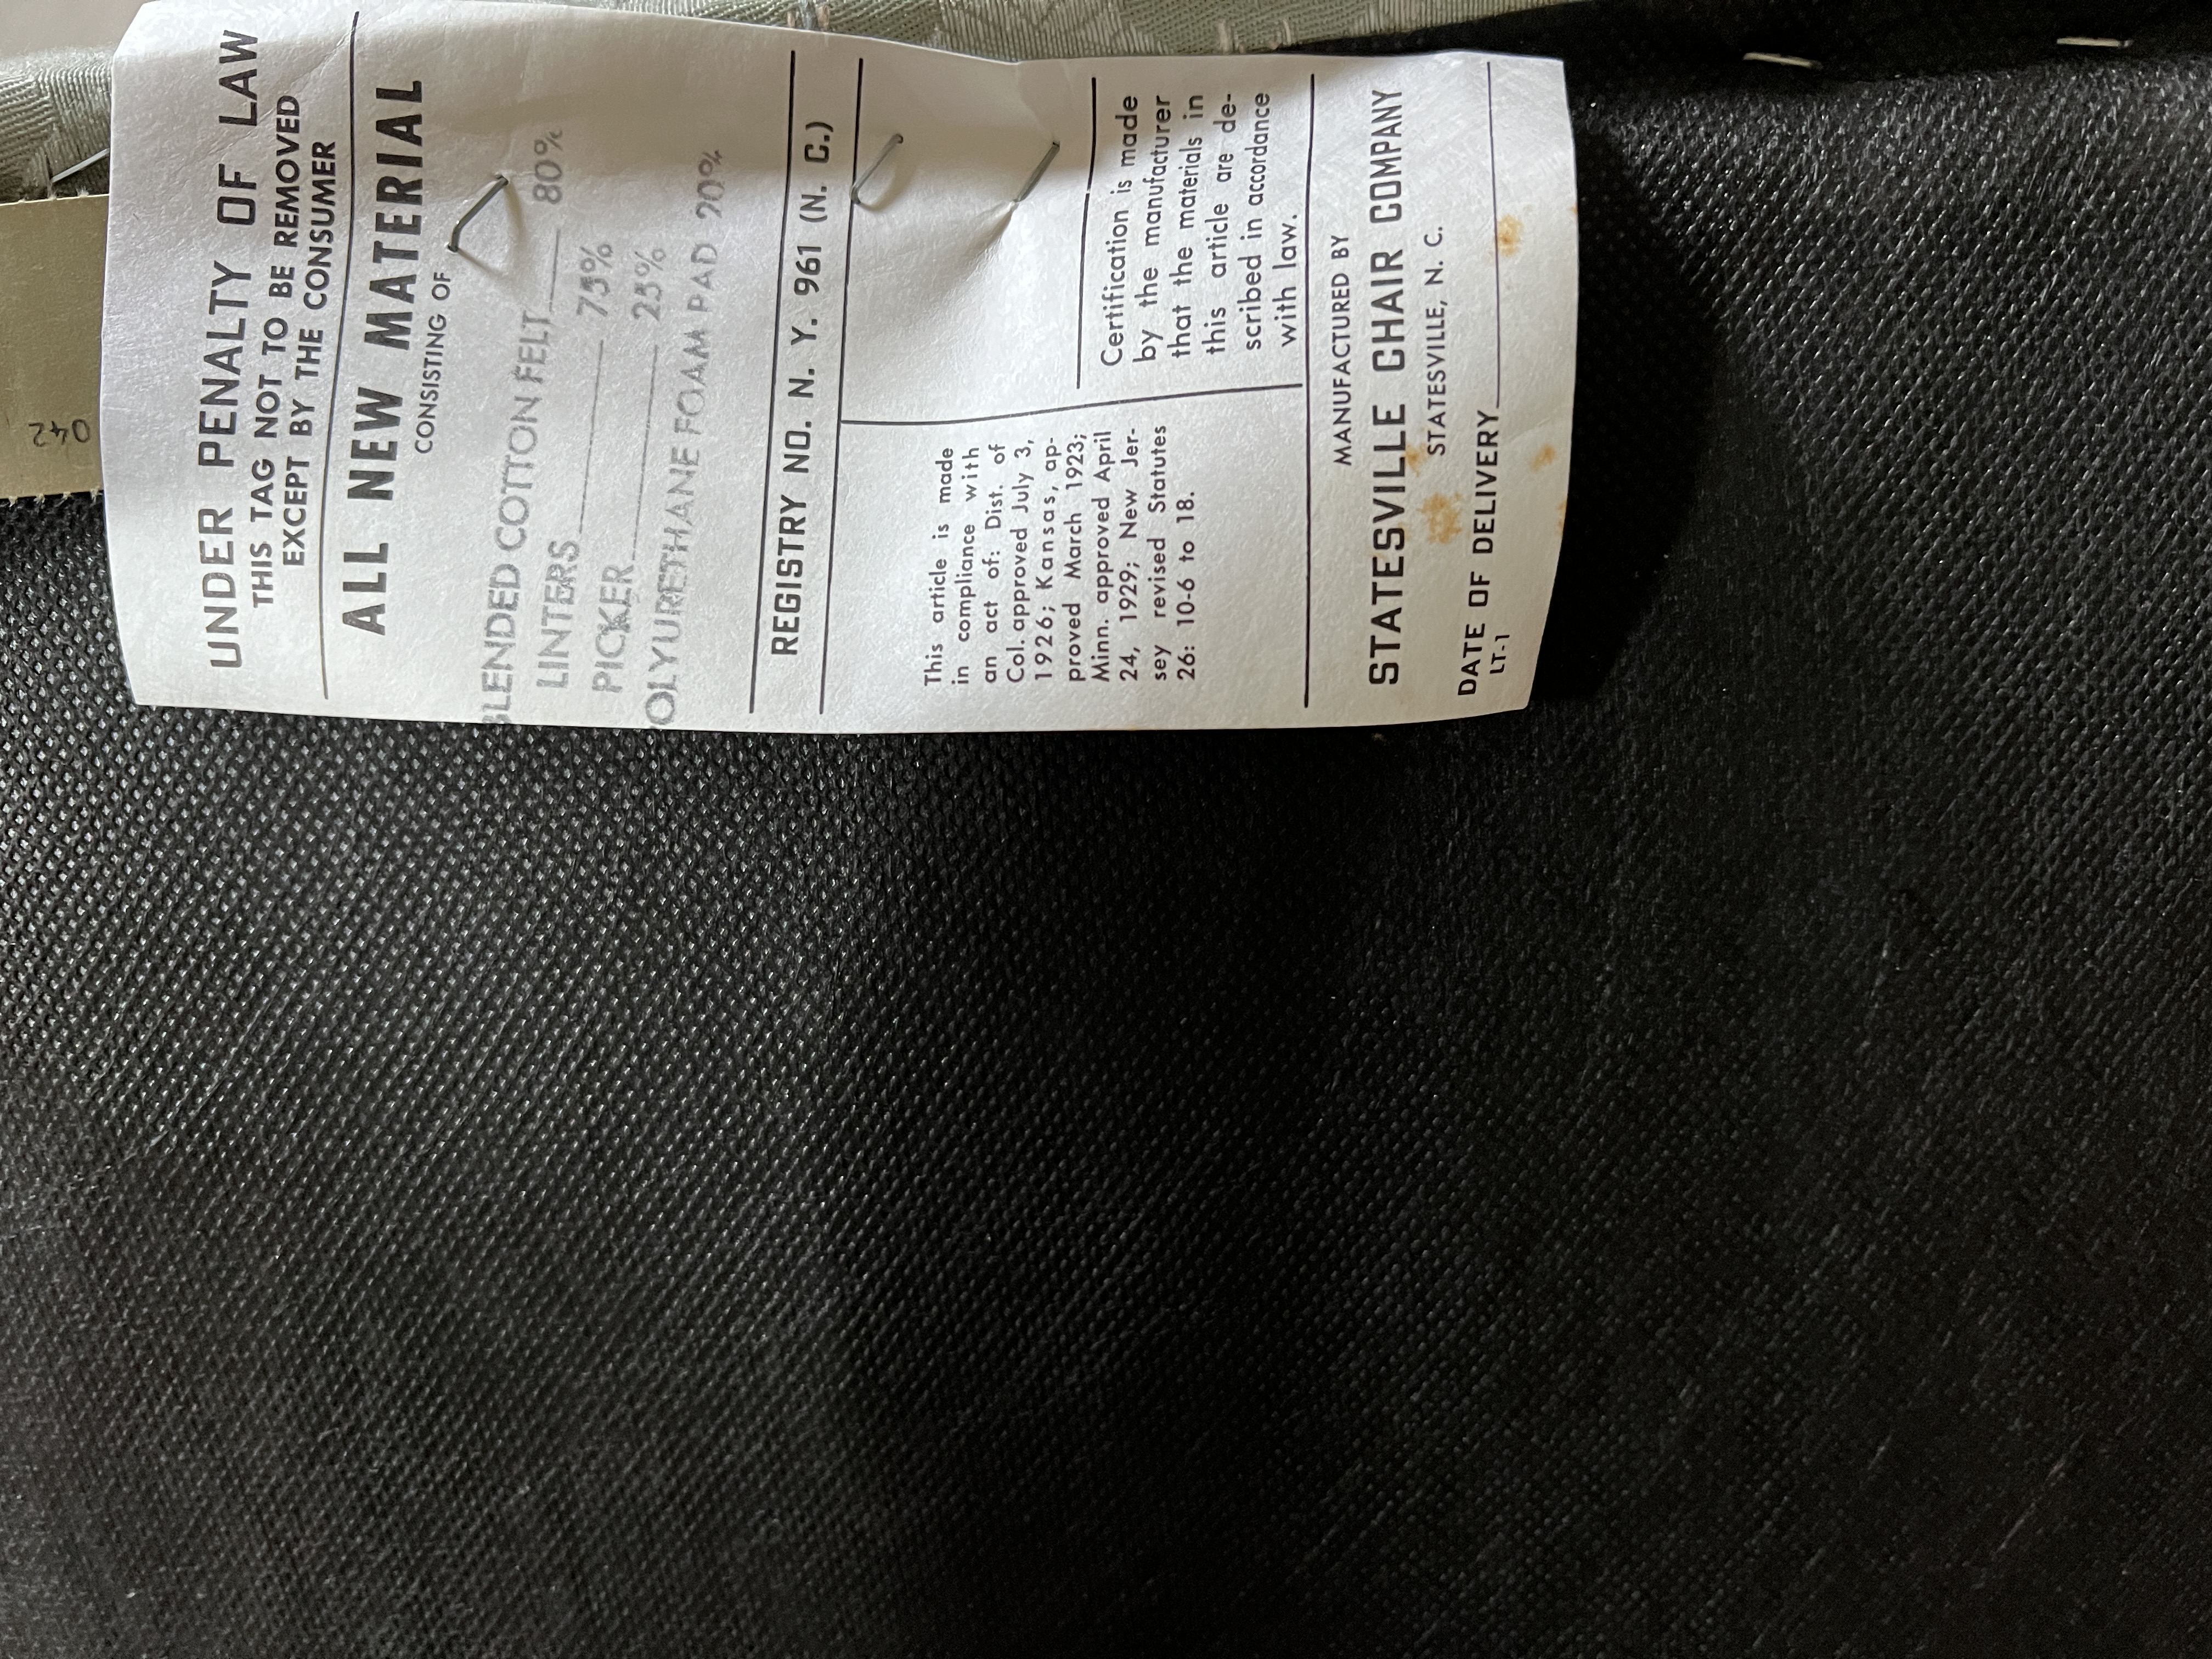 UNDER PENALTY OF LAW
THIS TAG NOT TO BE REMOVED
EXCEPT BY THE CONSUMER
ALL NEW MATERIAL
CONSISTING OF
BLENDED COTTON FELT 80%
LINTERS 75%
PICKER 25%
POLYURETHANE FOAM PAD 20%
REGISTRY NO. N. Y. 961 (N. C.)
This article is made
in compliance with
an act of: Dist. of
Col. approved July 3,
1926; Kansas, ap-
proved March 1923;
Minn. approved April
24, 1929; New Jer-
sey revised Statutes
26: 10-6 to 18.
Certification is made
by the manufacturer
that the materials in
this article are de-
scribed in accordance
with law.
MANUFACTURED BY
STATESVILLE CHAIR COMPANY
STATESVILLE, N. C.
DATE OF DELIVERY
LT-1
042